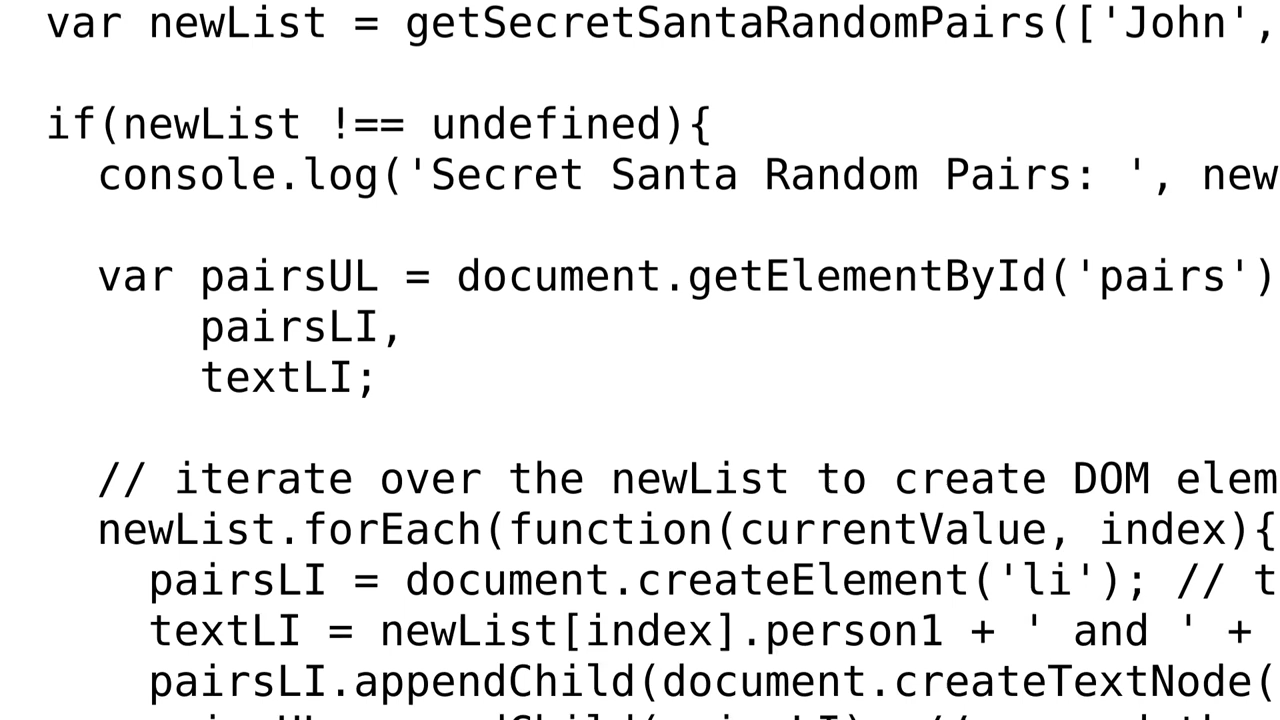 var newList = getSecretSantaRandomPairs(['John',
if(newList !== undefined){
console.log('Secret Santa Random Pairs: ', new
var pairsUL = document.getElementById('pairs')
pairsLI,
textLI;
// iterate over the newList to create DOM elem
newList.forEach(function(currentValue, index){
pairsLI = document.createElement('li'); // t
textLI = newList[index].person1 + ' and ' +
pairsLI.appendChild(document.createTextNode(